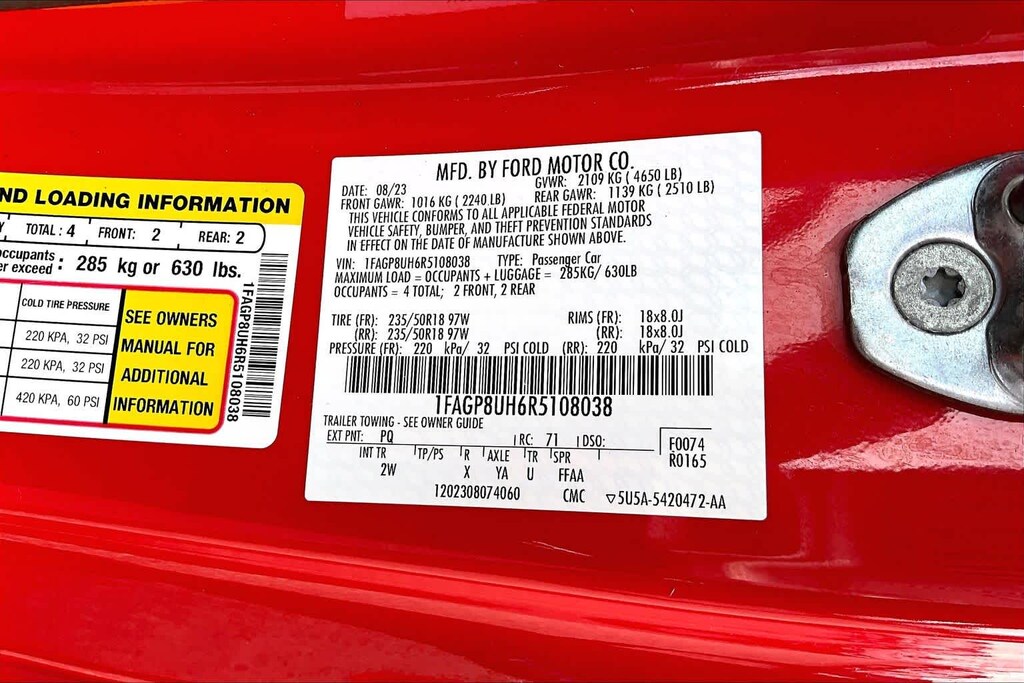 ND LOADING INFORMATION
Y TOTAL : 4 FRONT: 2 REAR: 2
occupants
er exceed : 285 kg or 630 lbs.
COLD TIRE PRESSURE
220 KPA, 32 PSI
220 KPA, 32 PSI
420 KPA, 60 PSI
SEE OWNERS
MANUAL FOR
ADDITIONAL
INFORMATION
1FAGP8UH6R5108038
MFD. BY FORD MOTOR CO.
DATE: 08/23 GVWR: 2109 KG ( 4650 LB)
FRONT GAWR: 1016 KG ( 2240 LB) REAR GAWR: 1139 KG ( 2510 LB)
THIS VEHICLE CONFORMS TO ALL APPLICABLE FEDERAL MOTOR
VEHICLE SAFETY, BUMPER, AND THEFT PREVENTION STANDARDS
IN EFFECT ON THE DATE OF MANUFACTURE SHOWN ABOVE.
VIN: 1FAGP8UH6R5108038 TYPE: Passenger Car
MAXIMUM LOAD = OCCUPANTS + LUGGAGE = 285KG/ 630LB
OCCUPANTS = 4 TOTAL; 2 FRONT, 2 REAR
TIRE (FR): 235/50R18 97W RIMS (FR): 18x8.0J
(RR): 235/50R18 97W (RR): 18x8.0J
PRESSURE (FR): 220 kPa/ 32 PSI COLD (RR): 220 kPa/ 32 PSI COLD
1FAGP8UH6R5108038
TRAILER TOWING - SEE OWNER GUIDE
EXT PNT: PQ RC: 71 DSO: F0074
R0165
INT TR TP/PS R AXLE TR SPR
2W X YA U FFAA
1202308074060 CMC ▽5U5A-5420472-AA